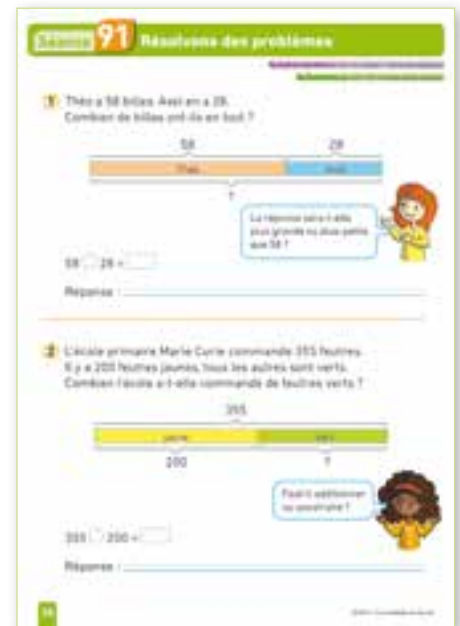 Séance 91 Résolvons des problèmes
1 Théo a 58 billes. Axel en a 28.
Combien de billes ont-ils en tout ?
58 28
Théo Axel
?
La réponse sera-t-elle
plus grande ou plus petite
que 58 ?
58 28 =
Réponse :
2 L'école primaire Marie Curie commande 355 feutres.
Il y a 200 feutres jaunes, tous les autres sont verts.
Combien l'école a-t-elle commandé de feutres verts ?
355
jaune vert
200 ?
Faut-il additionner
ou soustraire ?
355 200 =
Réponse :